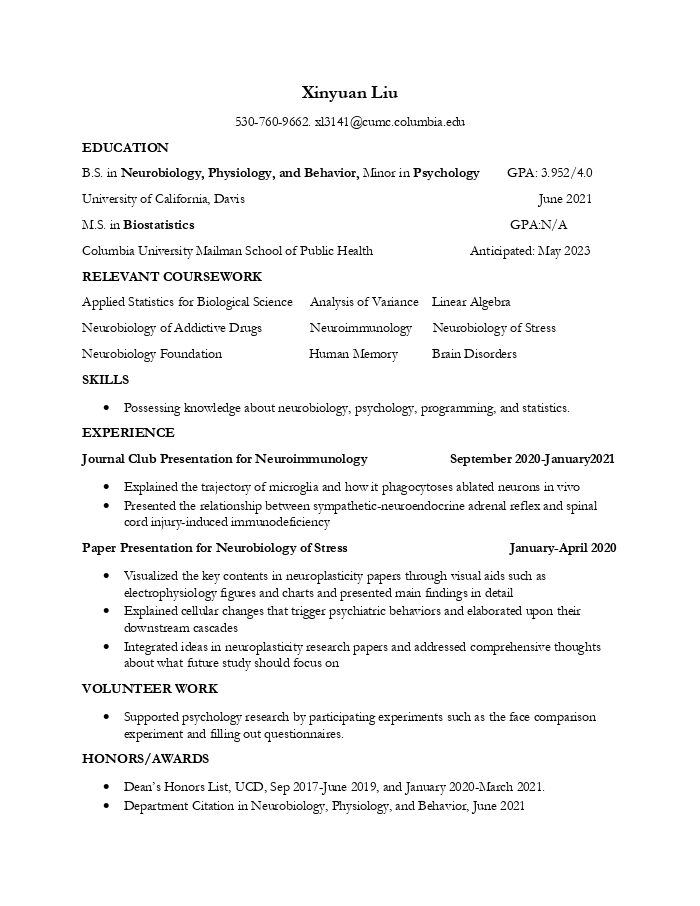 Xinyuan Liu
530-760-9662. xl3141@cumc.columbia.edu
EDUCATION
B.S. in Neurobiology, Physiology, and Behavior, Minor in Psychology GPA: 3.952/4.0
University of California, Davis June 2021
M.S. in Biostatistics GPA:N/A
Columbia University Mailman School of Public Health Anticipated: May 2023
RELEVANT COURSEWORK
Applied Statistics for Biological Science Analysis of Variance Linear Algebra
Neurobiology of Addictive Drugs Neuroimmunology Neurobiology of Stress
Neurobiology Foundation Human Memory Brain Disorders
SKILLS
• Possessing knowledge about neurobiology, psychology, programming, and statistics.
EXPERIENCE
Journal Club Presentation for Neuroimmunology September 2020-January2021
• Explained the trajectory of microglia and how it phagocytoses ablated neurons in vivo
• Presented the relationship between sympathetic-neuroendocrine adrenal reflex and spinal
cord injury-induced immunodeficiency
Paper Presentation for Neurobiology of Stress January-April 2020
• Visualized the key contents in neuroplasticity papers through visual aids such as
electrophysiology figures and charts and presented main findings in detail
• Explained cellular changes that trigger psychiatric behaviors and elaborated upon their
downstream cascades
• Integrated ideas in neuroplasticity research papers and addressed comprehensive thoughts
about what future study should focus on
VOLUNTEER WORK
• Supported psychology research by participating experiments such as the face comparison
experiment and filling out questionnaires.
HONORS/AWARDS
• Dean's Honors List, UCD, Sep 2017-June 2019, and January 2020-March 2021.
• Department Citation in Neurobiology, Physiology, and Behavior, June 2021